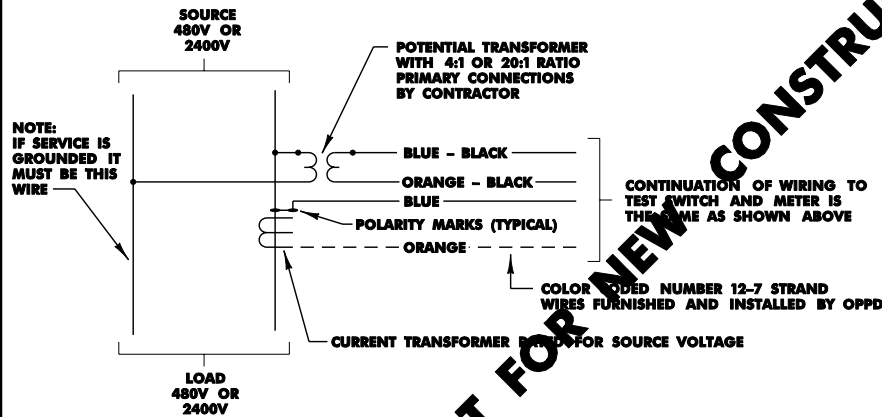 SOURCE
480V OR
2400V
POTENTIAL TRANSFORMER
WITH 4:1 OR 20:1 RATIO
PRIMARY CONNECTIONS
BY CONTRACTOR
NOTE:
IF SERVICE IS
GROUNDED IT
MUST BE THIS
WIRE
BLUE – BLACK
ORANGE – BLACK
BLUE
POLARITY MARKS (TYPICAL)
ORANGE
CONTINUATION OF WIRING TO
TEST SWITCH AND METER IS
THE SAME AS SHOWN ABOVE
COLOR CODED NUMBER 12–7 STRAND
WIRES FURNISHED AND INSTALLED BY OPPD
CURRENT TRANSFORMER RATED FOR SOURCE VOLTAGE
LOAD
480V OR
2400V
FOR NEW